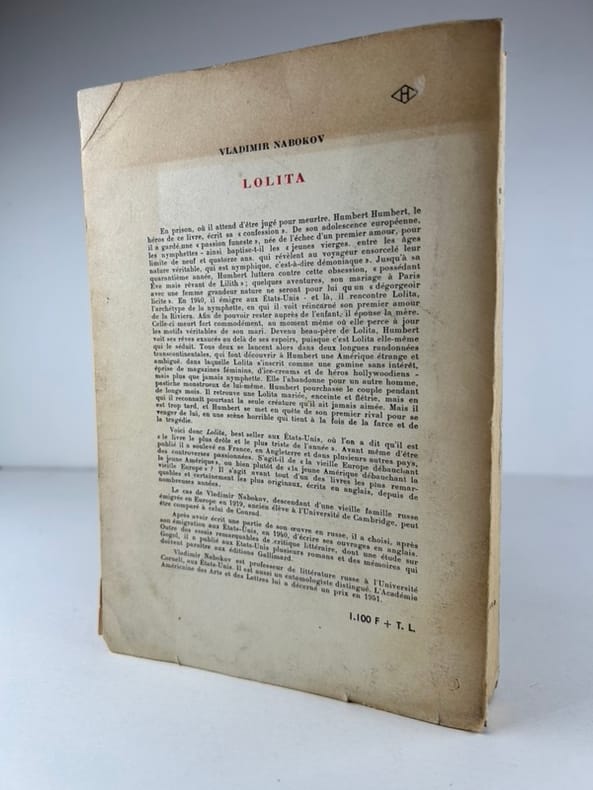 VLADIMIR NABOKOV
LOLITA
En prison, où il attend d'être jugé pour meurtre, Humbert Humbert, le
héros de ce livre, écrit sa « confession ». De son adolescence européenne,
il a gardé une « passion funeste », née de l'échec d'un premier amour, pour
les nymphettes - ainsi baptise-t-il les « jeunes vierges, entre les âges
limite de neuf et quatorze ans, qui révèlent au voyageur ensorcelé leur
nature véritable, qui est nymphique, c'est-à-dire démoniaque ». Jusqu'à sa
quarantième année, Humbert luttera contre cette obsession, « possédant
Ève mais rêvant de Lilith » ; quelques aventures, son mariage à Paris
avec une femme grandeur nature ne seront pour lui qu'un « dégorgeoir
licite ». En 1940, il émigre aux États-Unis - et là, il rencontre Lolita,
l'archétype de la nymphette, en qui il voit réincarné son premier amour
de la Riviera. Afin de pouvoir rester auprès de l'enfant, il épouse la mère.
Celle-ci meurt fort commodément, au moment même où elle perce à jour
les motifs véritables de son mari. Devenu beau-père de Lolita, Humbert
voit ses rêves exaucés au delà de ses espoirs, puisque c'est Lolita elle-même
qui le séduit. Tous deux se lancent alors dans deux longues randonnées
transcontinentales, qui font découvrir à Humbert une Amérique étrange et
ambiguë, dans laquelle Lolita s'inscrit comme une gamine sans intérêt,
éprise de magazines féminins, d'ice-creams et de héros hollywoodiens -
mais plus que jamais nymphette. Elle l'abandonne pour un autre homme,
pastiche monstrueux de lui-même. Humbert pourchasse le couple pendant
de longs mois. Il retrouve une Lolita mariée, enceinte et flétrie, mais en
qui il reconnaît pourtant la seule créature qu'il ait jamais aimée. Mais il
est trop tard, et Humbert se met en quête de son premier rival pour se
venger de lui, en une scène horrible qui tient à la fois de la farce et de
la tragédie.
Voici donc Lolita, best seller aux États-Unis, où l'on a dit qu'il est
« le livre le plus drôle et le plus triste de l'année ». Avant même d'être
publié il a soulevé en France, en Angleterre et dans plusieurs autres pays,
des controverses passionnées. S'agit-il de « la vieille Europe débauchant
la jeune Amérique », ou bien plutôt de « la jeune Amérique débauchant la
vieille Europe » ? Il s'agit avant tout d'un des livres les plus remar-
quables et certainement les plus originaux, écrits en anglais, depuis de
nombreuses années.
Le cas de Vladimir Nabokov, descendant d'une vieille famille russe
émigrée en Europe en 1919, ancien élève à l'Université de Cambridge, peut
être comparé à celui de Conrad.
Après avoir écrit une partie de son œuvre en russe, il a choisi, après
son émigration aux États-Unis, en 1940, d'écrire ses ouvrages en anglais.
Outre des essais remarquables de critique littéraire, dont une étude sur
Gogol, il a publié aux États-Unis plusieurs romans et des mémoires qui
doivent paraître aux éditions Gallimard.
Vladimir Nabokov est professeur de littérature russe à l'Université
Cornell, aux États-Unis. Il est aussi un entomologiste distingué. L'Académie
Américaine des Arts et des Lettres lui a décerné un prix en 1951.
1.100 F + T. L.